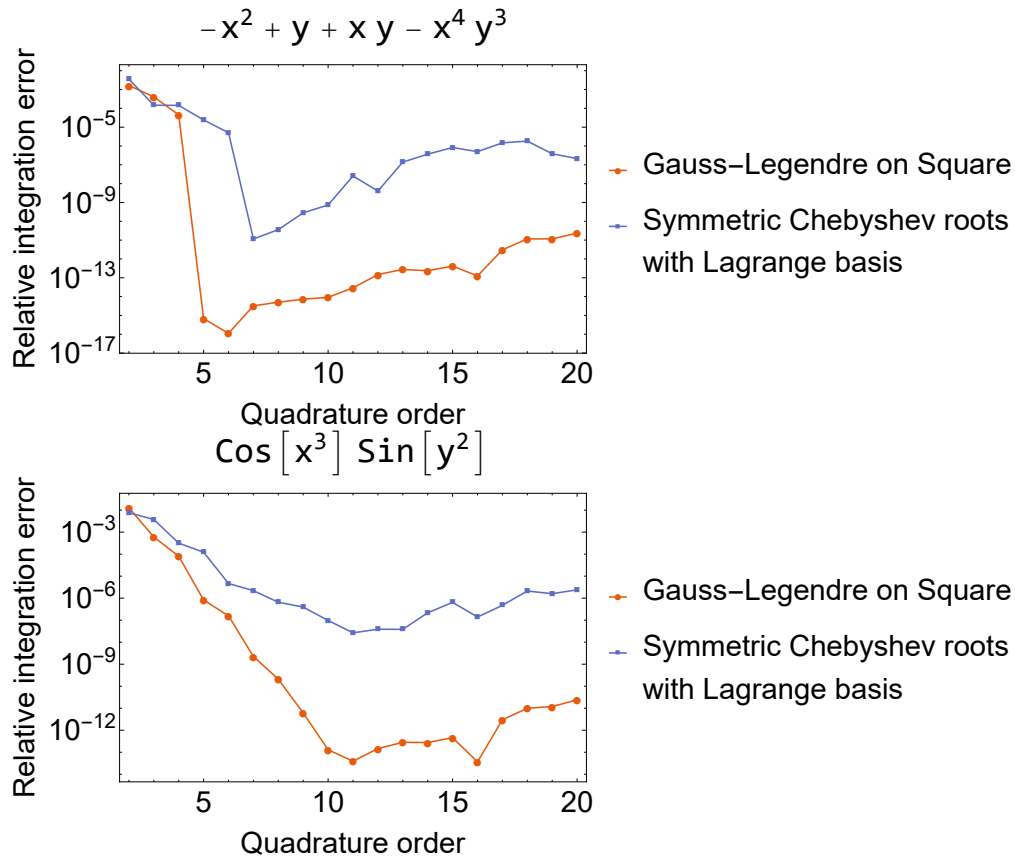 −x² + y + x y − x⁴ y³
Relative integration error
10⁻⁵
10⁻⁹
10⁻¹³
10⁻¹⁷
5 10 15 20
Quadrature order
Gauss−Legendre on Square
Symmetric Chebyshev roots
with Lagrange basis
Cos[x³] Sin[y²]
Relative integration error
10⁻³
10⁻⁶
10⁻⁹
10⁻¹²
5 10 15 20
Quadrature order
Gauss−Legendre on Square
Symmetric Chebyshev roots
with Lagrange basis